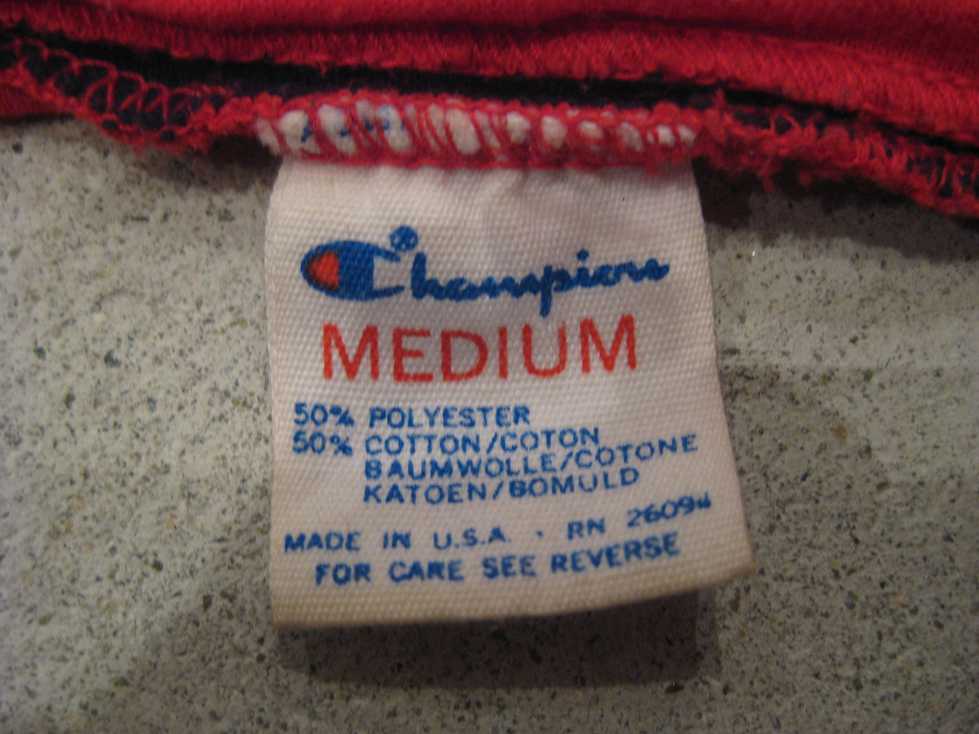 Champion®
MEDIUM
50% POLYESTER
50% COTTON/COTON
BAUMWOLLE/COTONE
KATOEN/BOMULD
MADE IN U.S.A. · RN 26094
FOR CARE SEE REVERSE